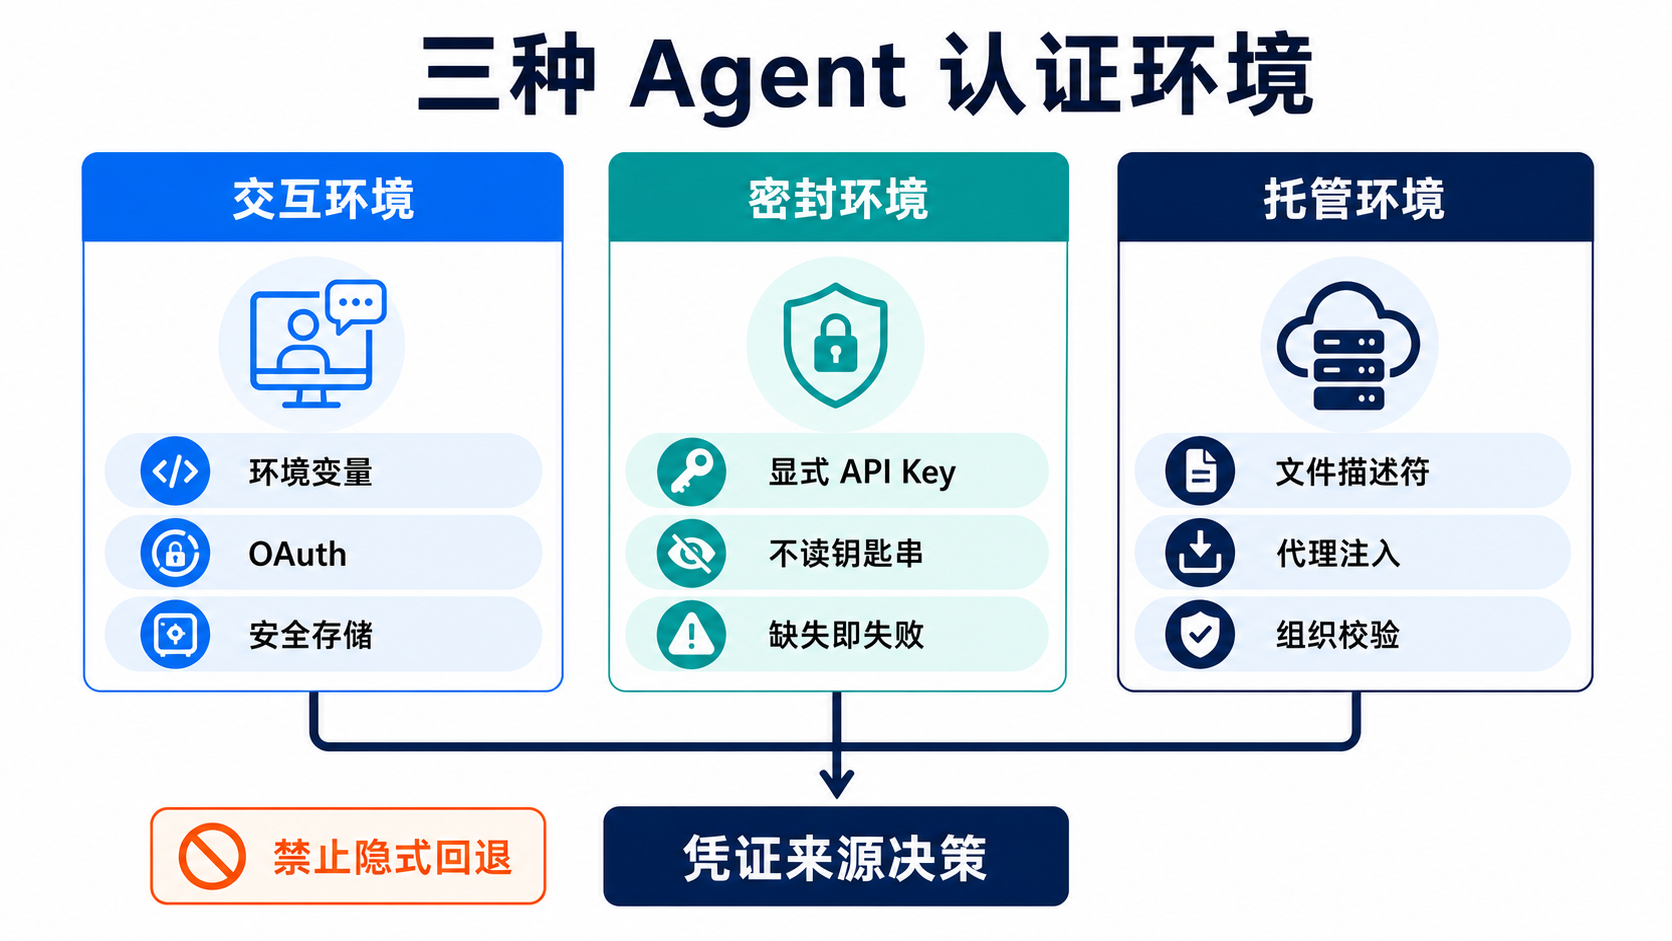 三种 Agent 认证环境
交互环境
环境变量
OAuth
安全存储
密封环境
显式 API Key
不读钥匙串
缺失即失败
托管环境
文件描述符
代理注入
组织校验
禁止隐式回退
凭证来源决策